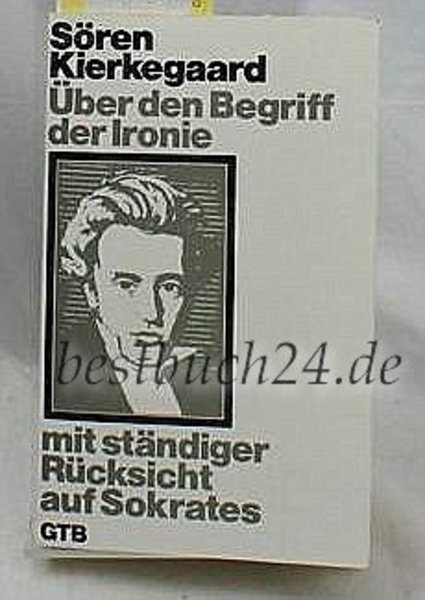 Sören
Kierkegaard
Über den Begriff
der Ironie
bestbuch24.de
mit ständiger
Rücksicht
auf Sokrates
GTB